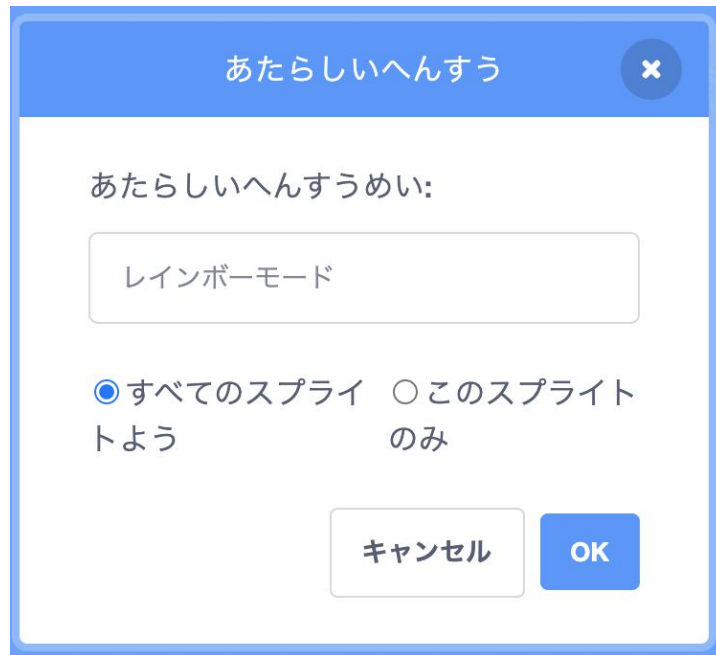 あたらしいへんすう
あたらしいへんすうめい:
レインボーモード
すべてのスプライ
トよう
このスプライト
のみ
キャンセル
OK